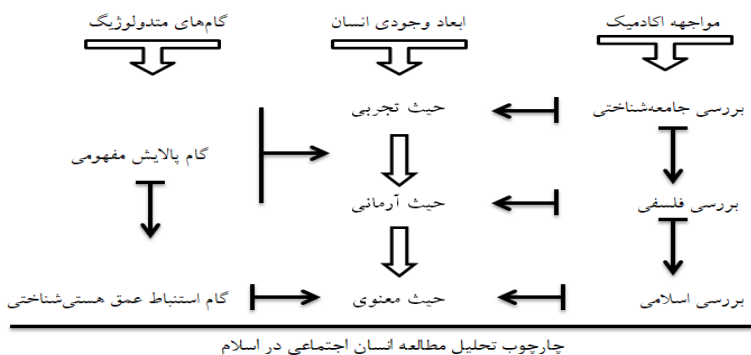 مواجهه اکادمیک
ابعاد وجودی انسان
گام‌های متدولوژیگ
بررسی جامعه‌شناختی
حیث تجربی
گام پالایش مفهومی
بررسی فلسفی
حیث آرمانی
بررسی اسلامی
حیث معنوی
گام استنباط عمق هستی‌شناختی
چارچوب تحلیل مطالعه انسان اجتماعی در اسلام